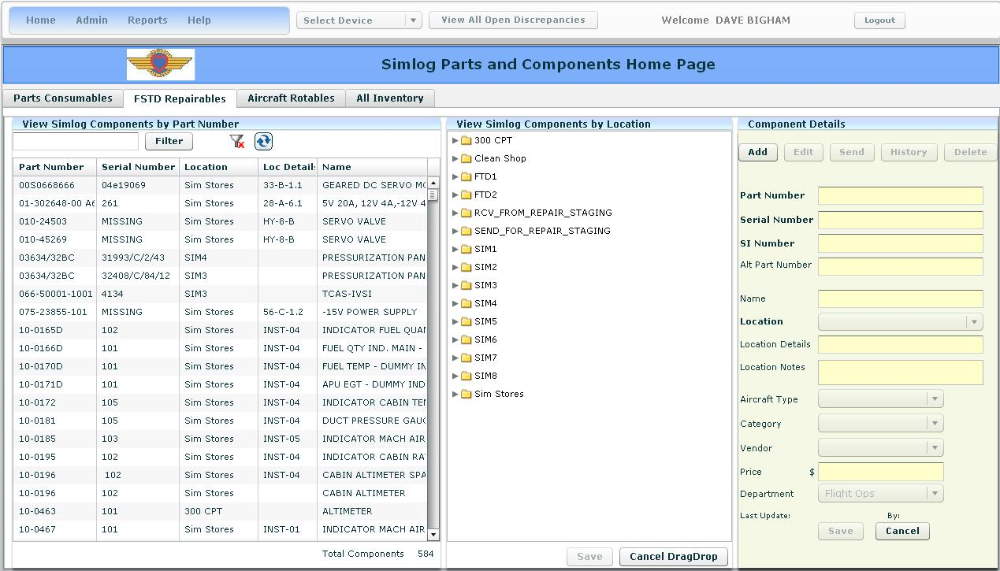 Home Admin Reports Help Select Device View All Open Discrepancies Welcome DAVE BIGHAM Logout
Simlog Parts and Components Home Page
Parts Consumables FSTD Repairables Aircraft Rotables All Inventory
View Simlog Components by Part Number
Filter
Part Number Serial Number Location Loc Details Name
00S0668666 04e19069 Sim Stores 33-B-1.1 GEARED DC SERVO MO
01-302648-00 A6 261 Sim Stores 28-A-6.1 5V 20A, 12V 4A,-12V 4
010-24503 MISSING Sim Stores HY-8-B SERVO VALVE
010-45269 MISSING Sim Stores HY-8-B SERVO VALVE
03634/32BC 31993/C/2/43 SIM4 PRESSURIZATION PAN
03634/32BC 32408/C/84/12 SIM3 PRESSURIZATION PAN
066-50001-1001 4134 SIM3 TCAS-IVSI
075-23855-101 MISSING Sim Stores 56-C-1.2 -15V POWER SUPPLY
10-0165D 102 Sim Stores INST-04 INDICATOR FUEL QUAN
10-0166D 101 Sim Stores INST-04 FUEL QTY IND. MAIN -
10-0170D 101 Sim Stores INST-04 FUEL TEMP - DUMMY IN
10-0171D 101 Sim Stores INST-04 APU EGT - DUMMY IND
10-0172 105 Sim Stores INST-04 INDICATOR CABIN TEM
10-0181 105 Sim Stores INST-04 DUCT PRESSURE GAUG
10-0185 103 Sim Stores INST-05 INDICATOR MACH AIR
10-0195 102 Sim Stores INST-04 INDICATOR CABIN RA
10-0196 102 Sim Stores INST-04 CABIN ALTIMETER SPA
10-0196 102 Sim Stores CABIN ALTIMETER
10-0463 101 300 CPT ALTIMETER
10-0467 101 Sim Stores INST-01 INDICATOR MACH AIR
Total Components 584
View Simlog Components by Location
300 CPT
Clean Shop
FTD1
FTD2
RCV_FROM_REPAIR_STAGING
SEND_FOR_REPAIR_STAGING
SIM1
SIM2
SIM3
SIM4
SIM5
SIM6
SIM7
SIM8
Sim Stores
Save Cancel DragDrop
Component Details
Add Edit Send History Delete
Part Number
Serial Number
SI Number
Alt Part Number
Name
Location
Location Details
Location Notes
Aircraft Type
Category
Vendor
Price $
Department Flight Ops
Last Update: By:
Save Cancel